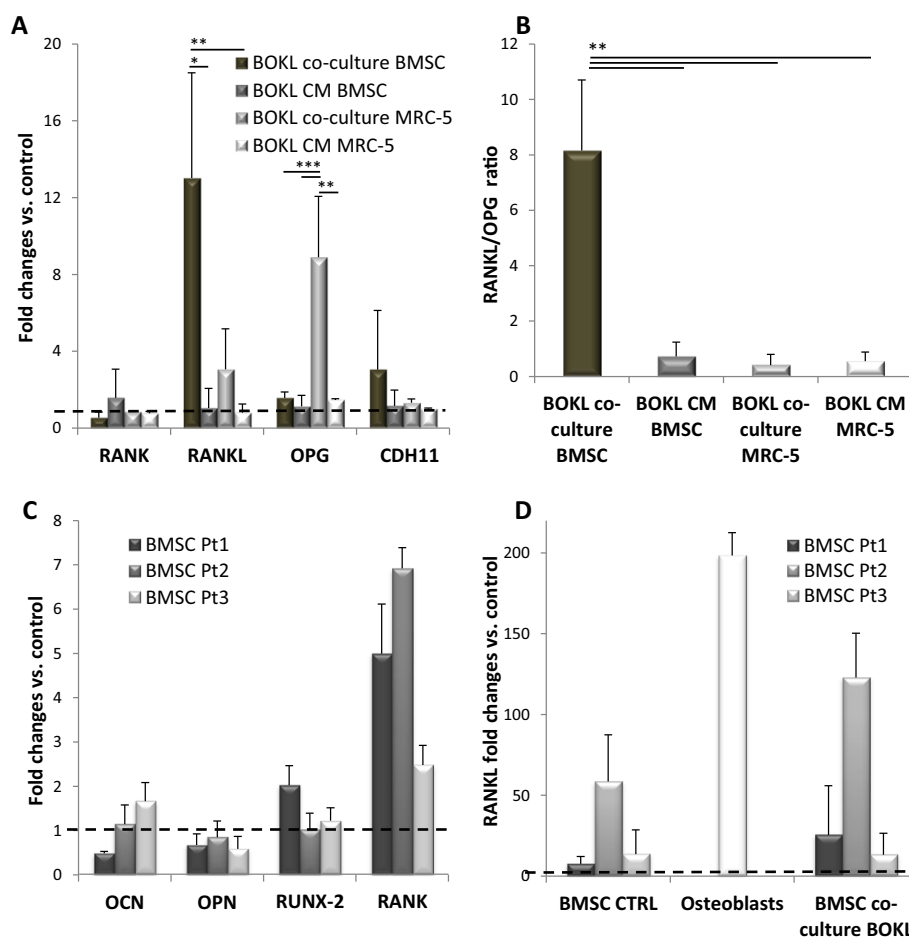 A
Fold changes vs. control
20
16
12
8
4
0
**
*
***
**
BOKL co-culture BMSC
BOKL CM BMSC
BOKL co-culture MRC-5
BOKL CM MRC-5
RANK
RANKL
OPG
CDH11
B
RANKL/OPG ratio
12
10
8
6
4
2
0
**
BOKL co-
culture
BMSC
BOKL CM
BMSC
BOKL co-
culture
MRC-5
BOKL CM
MRC-5
C
Fold changes vs. control
8
7
6
5
4
3
2
1
0
BMSC Pt1
BMSC Pt2
BMSC Pt3
OCN
OPN
RUNX-2
RANK
D
RANKL fold changes vs. control
200
150
100
50
0
BMSC Pt1
BMSC Pt2
BMSC Pt3
BMSC CTRL
Osteoblasts
BMSC co-
culture BOKL